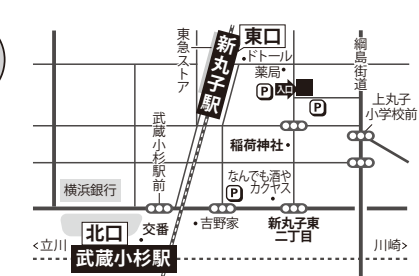 東急ストア
新丸子駅
東口
ドトール
薬局
P
入口
P
綱島街道
上丸子
小学校前
武蔵小杉駅前
稲荷神社
なんでも酒や
カクヤス
P
横浜銀行
北口
交番
吉野家
新丸子東
二丁目
<立川
武蔵小杉駅
川崎>